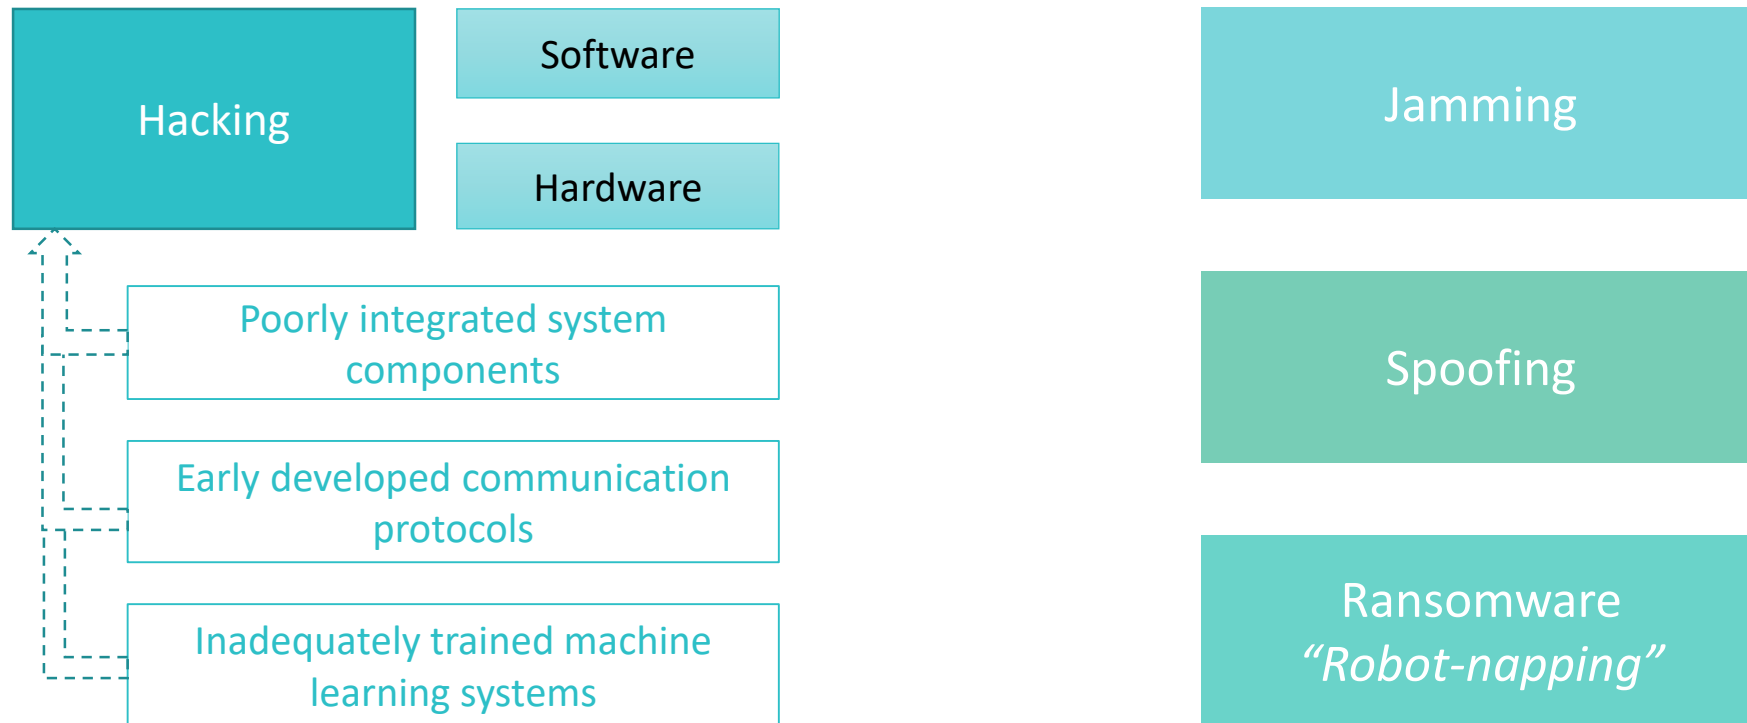 Hacking
Software
Hardware
Poorly integrated system
components
Early developed communication
protocols
Inadequately trained machine
learning systems
Jamming
Spoofing
Ransomware
“Robot-napping”